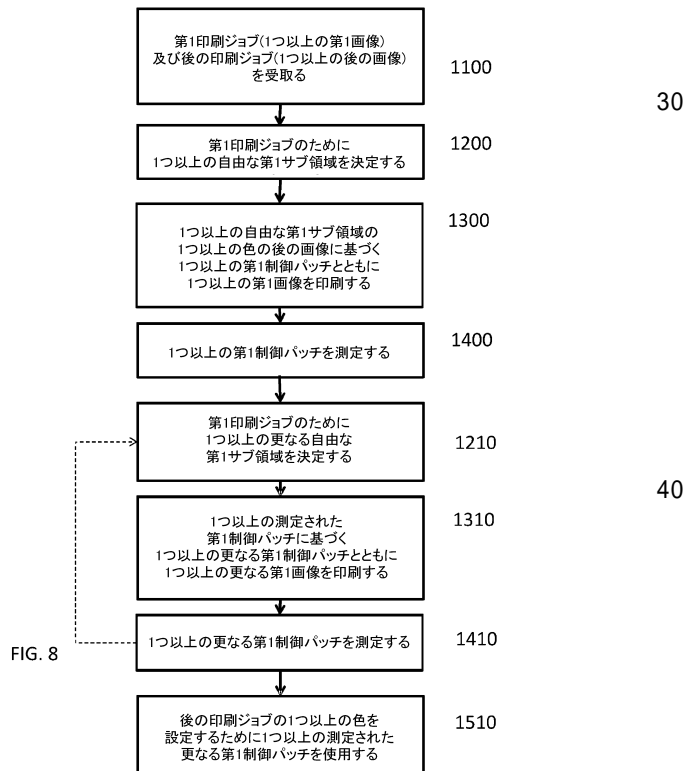 第1印刷ジョブ(1つ以上の第1画像)
及び後の印刷ジョブ(1つ以上の後の画像)
を受取る
1100
30
第1印刷ジョブのために
1つ以上の自由な第1サブ領域を決定する
1200
1つ以上の自由な第1サブ領域の
1つ以上の色の後の画像に基づく
1つ以上の第1制御パッチとともに
1つ以上の第1画像を印刷する
1300
1つ以上の第1制御パッチを測定する
1400
第1印刷ジョブのために
1つ以上の更なる自由な
第1サブ領域を決定する
1210
40
1つ以上の測定された
第1制御パッチに基づく
1つ以上の更なる第1制御パッチとともに
1つ以上の更なる第1画像を印刷する
1310
1つ以上の更なる第1制御パッチを測定する
1410
FIG. 8
後の印刷ジョブの1つ以上の色を
設定するために1つ以上の測定された
更なる第1制御パッチを使用する
1510